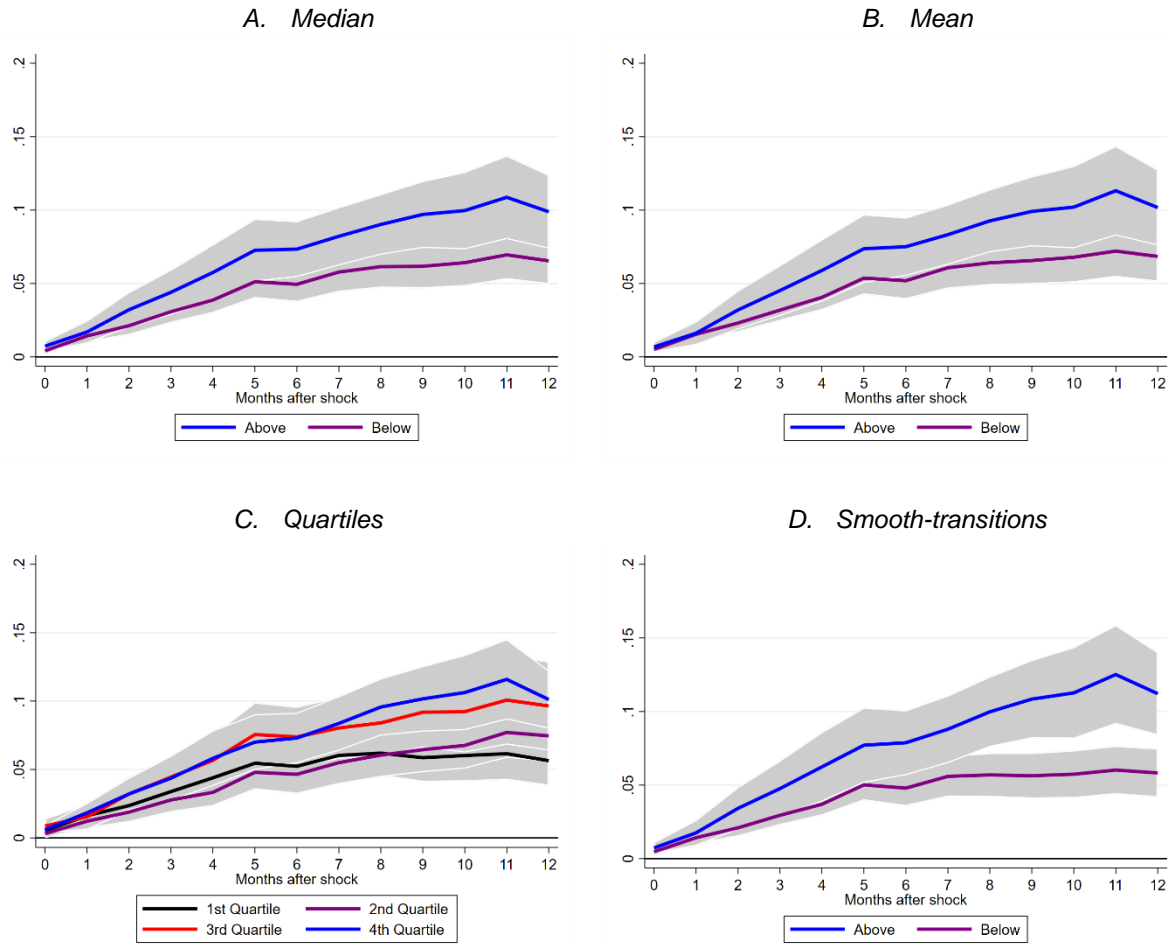 A. Median
.2
.15
.1
.05
0
0 1 2 3 4 5 6 7 8 9 10 11 12
Months after shock
Above Below
B. Mean
.2
.15
.1
.05
0
0 1 2 3 4 5 6 7 8 9 10 11 12
Months after shock
Above Below
C. Quartiles
.2
.15
.1
.05
0
0 1 2 3 4 5 6 7 8 9 10 11 12
Months after shock
1st Quartile 2nd Quartile
3rd Quartile 4th Quartile
D. Smooth-transitions
.2
.15
.1
.05
0
0 1 2 3 4 5 6 7 8 9 10 11 12
Months after shock
Above Below